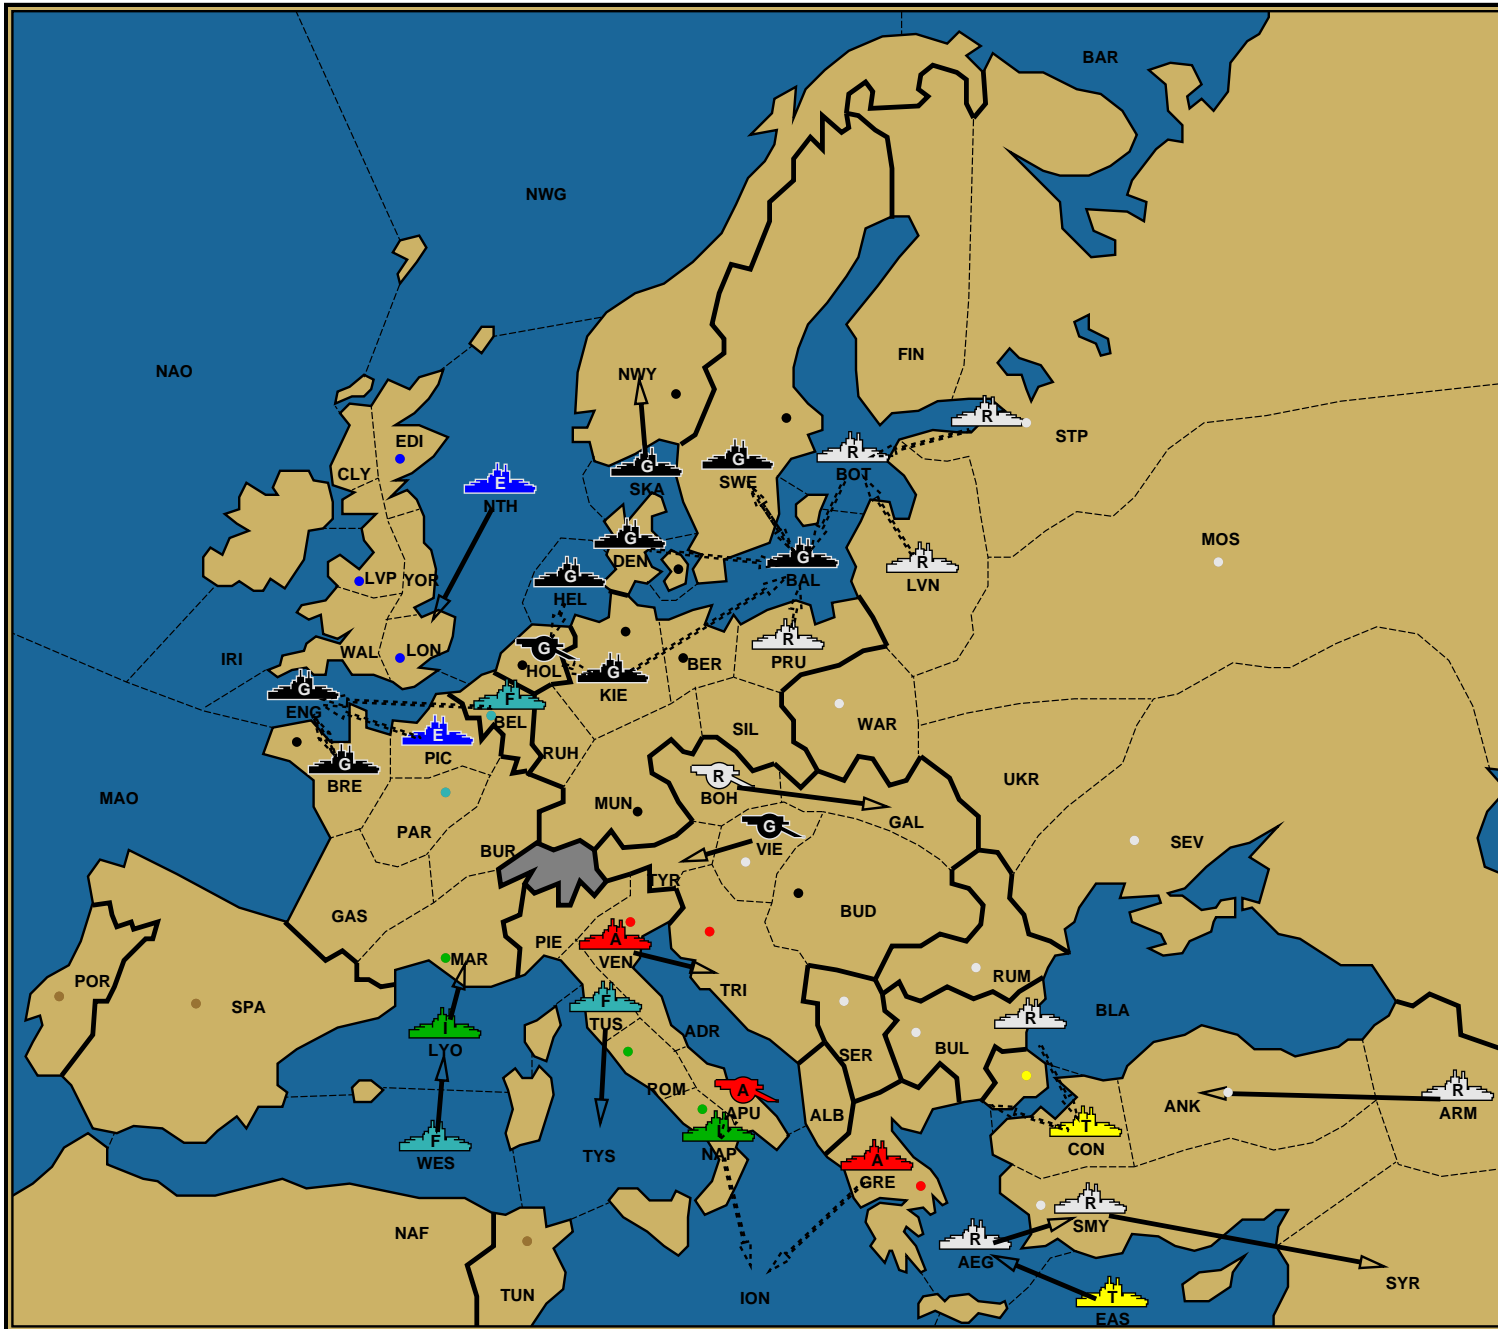 BAR
NWG
NAO
NWY
FIN
R
STP
EDI
CLY
E
NTH
G
SKA
G
SWE
R
BOT
MOS
G
DEN
G
HEL
G
BAL
R
LVN
LVP
YOR
IRI
WAL
LON
G
HOL
G
KIE
BER
R
PRU
G
ENG
F
BEL
E
PIC
G
BRE
RUH
SIL
WAR
UKR
MAO
PAR
BUR
MUN
R
BOH
GAL
G
VIE
TYR
SEV
GAS
BUD
PIE
A
VEN
MAR
TRI
RUM
POR
SPA
F
TUS
I
LYO
ADR
SER
BUL
R
BLA
ROM
A
APU
ALB
ANK
R
ARM
F
WES
TYS
I
NAP
A
GRE
T
CON
NAF
R
SMY
R
AEG
SYR
TUN
ION
T
EAS